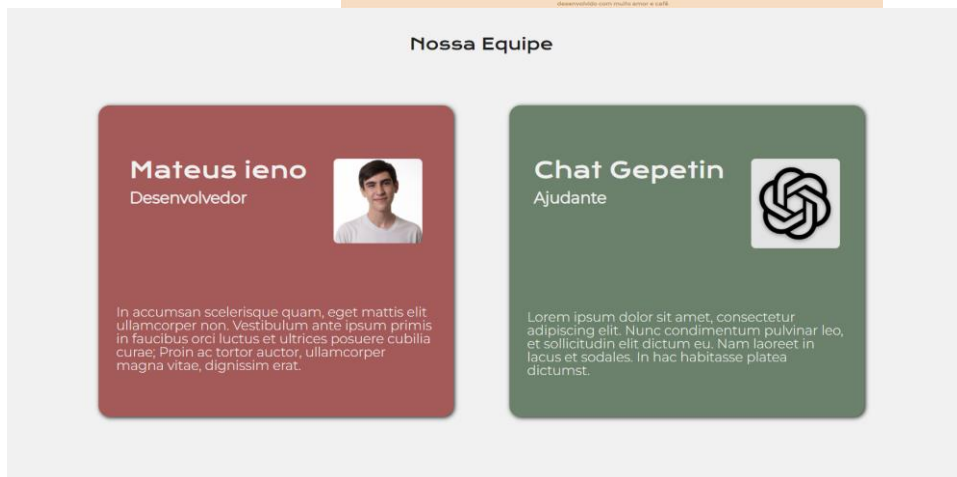 desenvolvido com muito amor e café
Nossa Equipe
Mateus ieno
Desenvolvedor
In accumsan scelerisque quam, eget mattis elit
ullamcorper non. Vestibulum ante ipsum primis
in faucibus orci luctus et ultrices posuere cubilia
curae; Proin ac tortor auctor, ullamcorper
magna vitae, dignissim erat.
Chat Gepetin
Ajudante
Lorem ipsum dolor sit amet, consectetur
adipiscing elit. Nunc condimentum pulvinar leo,
et sollicitudin elit dictum eu. Nam laoreet in
lacus et sodales. In hac habitasse platea
dictumst.